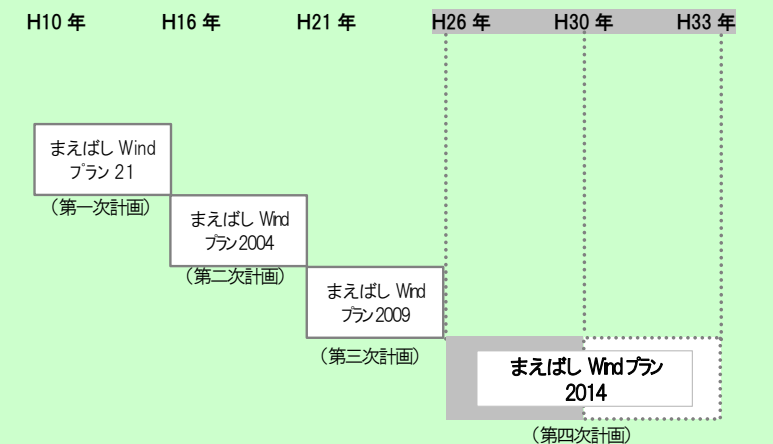 H10 年 H16 年 H21 年 H26 年 H30 年 H33 年
まえばし Wind
プラン 21
（第一次計画）
まえばし Wind
プラン 2004
（第二次計画）
まえばし Wind
プラン 2009
（第三次計画）
まえばし Wind プラン
2014
（第四次計画）